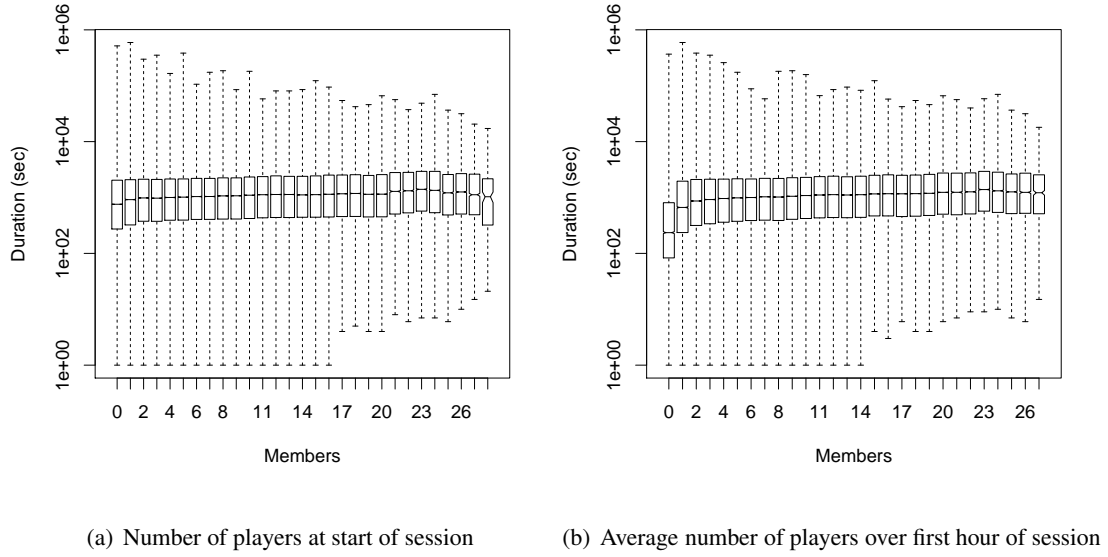 1e+06
1e+04
1e+02
1e+00
Duration (sec)
0 2 4 6 8 11 14 17 20 23 26
Members
(a) Number of players at start of session
1e+06
1e+04
1e+02
1e+00
Duration (sec)
0 2 4 6 8 11 14 17 20 23 26
Members
(b) Average number of players over first hour of session